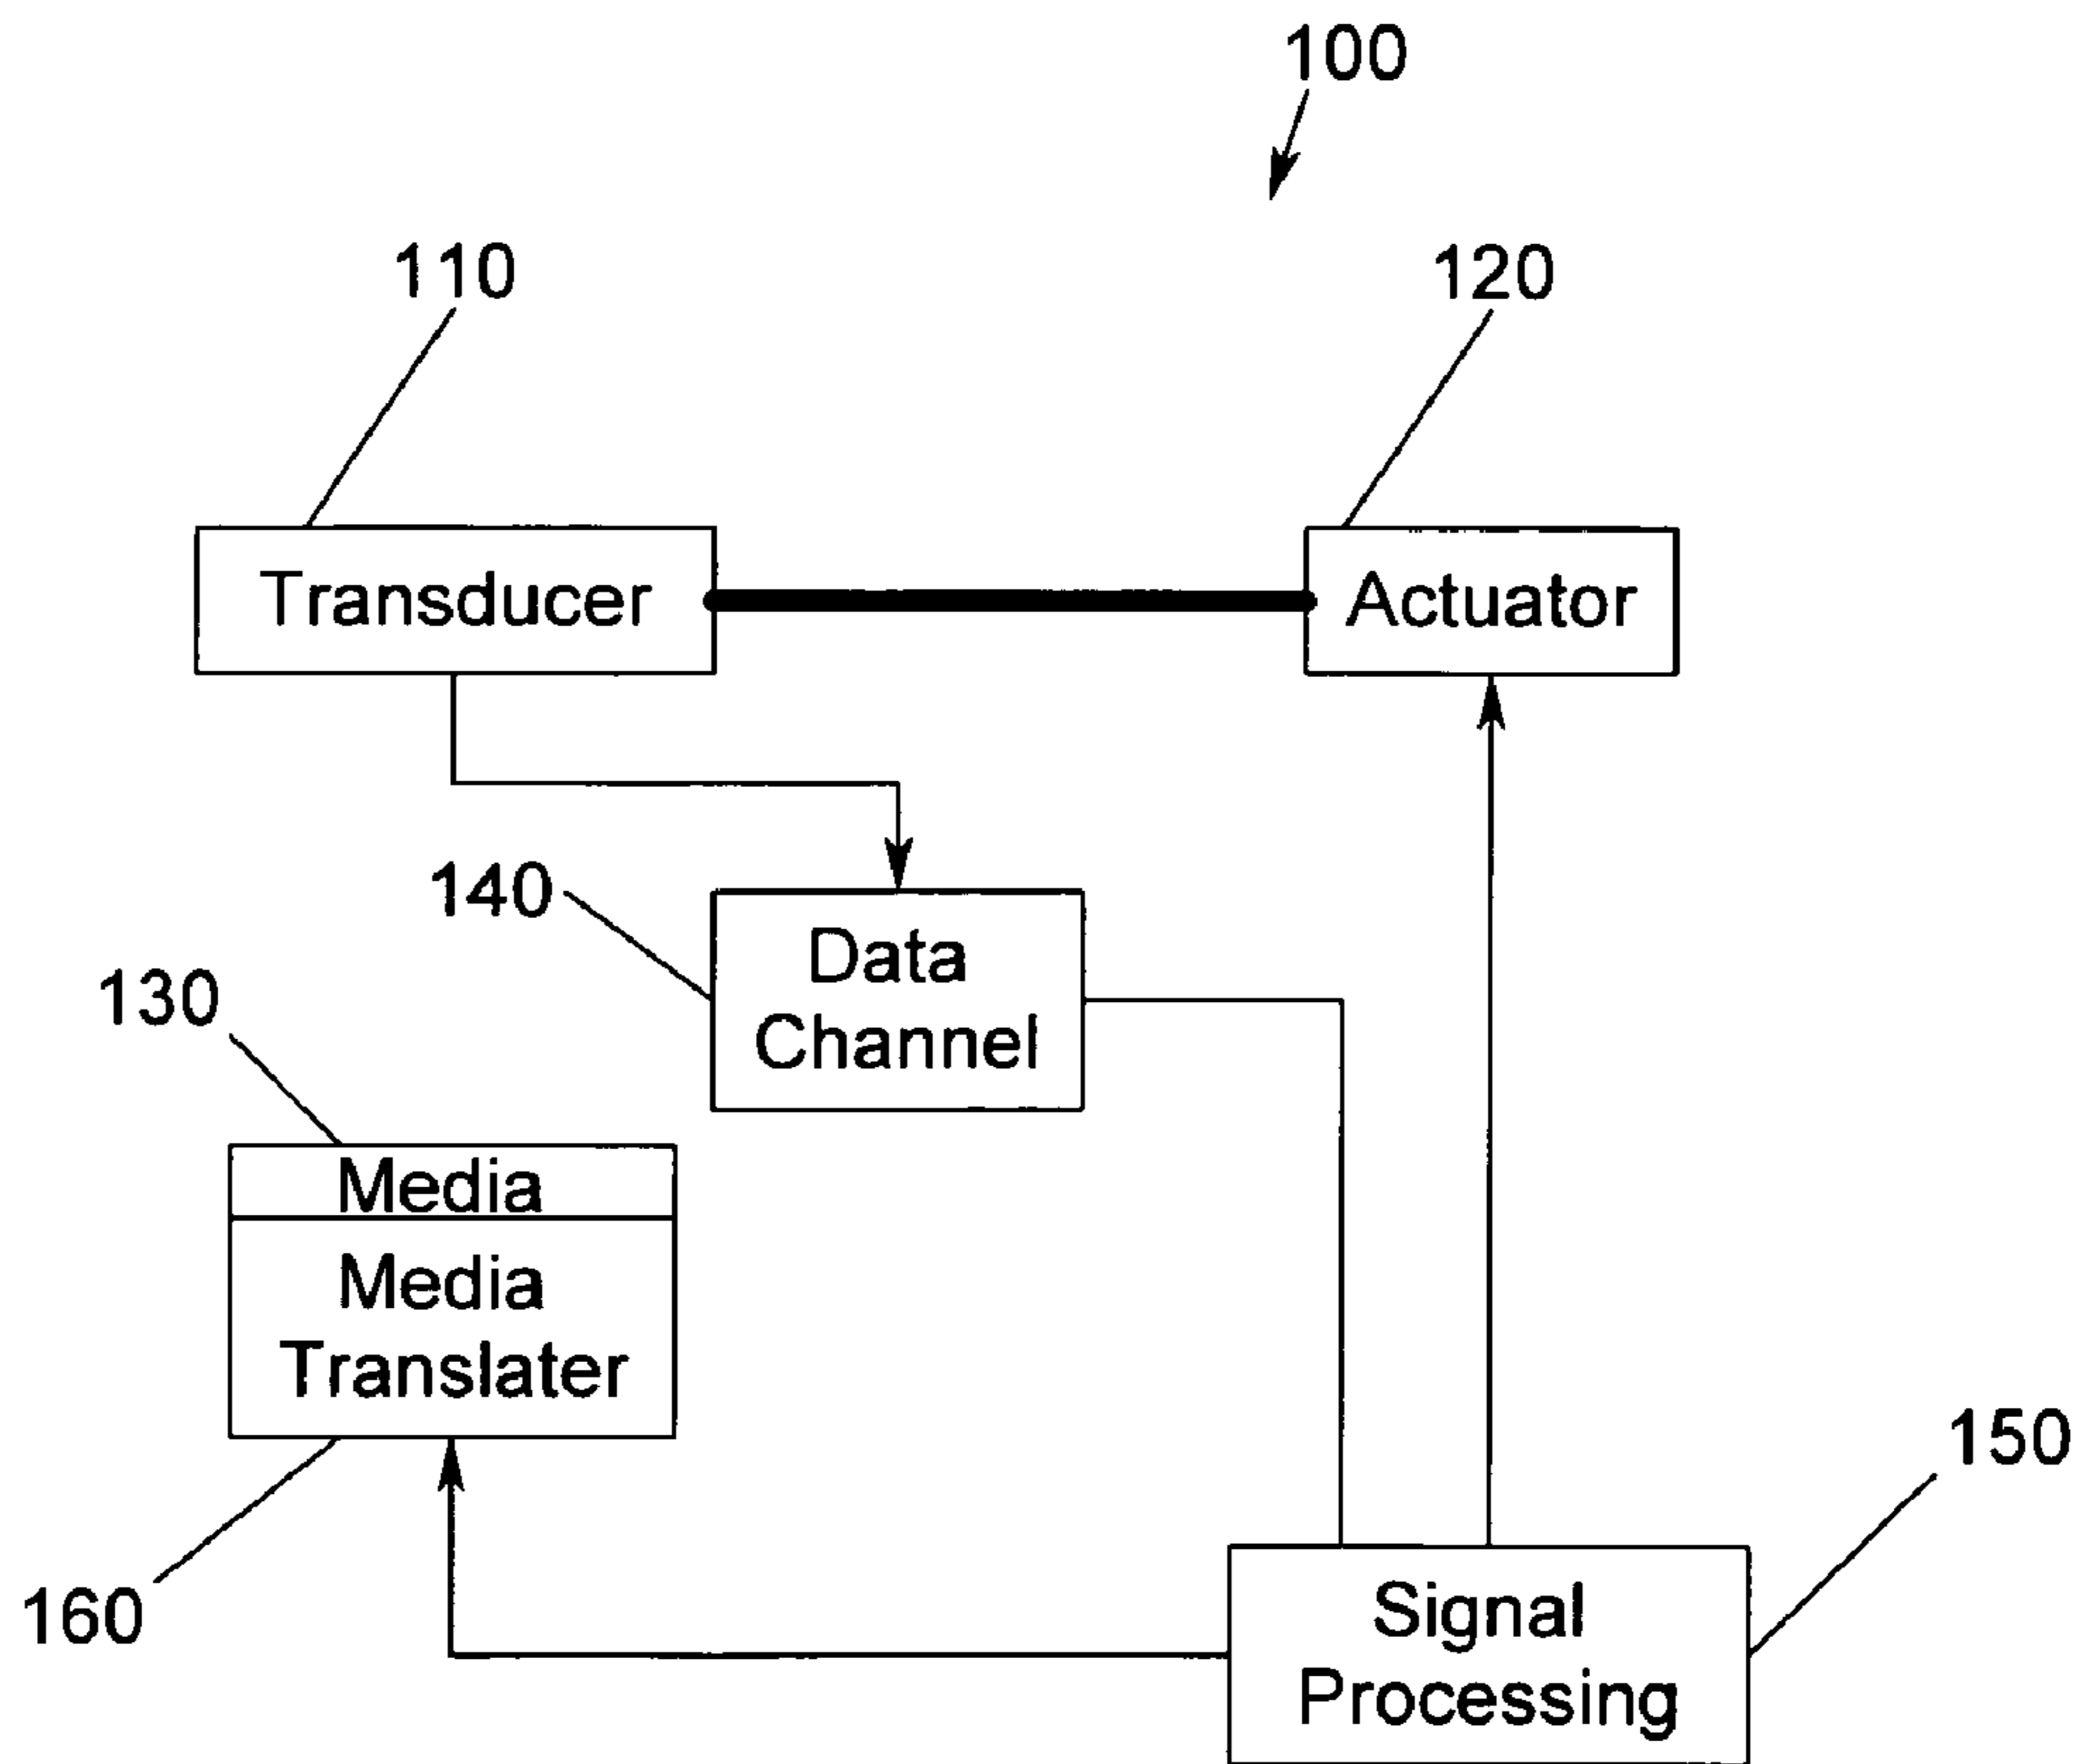 100
110
120
Transducer
Actuator
140
Data
Channel
130
Media
Media
Translater
150
160
Signal
Processing